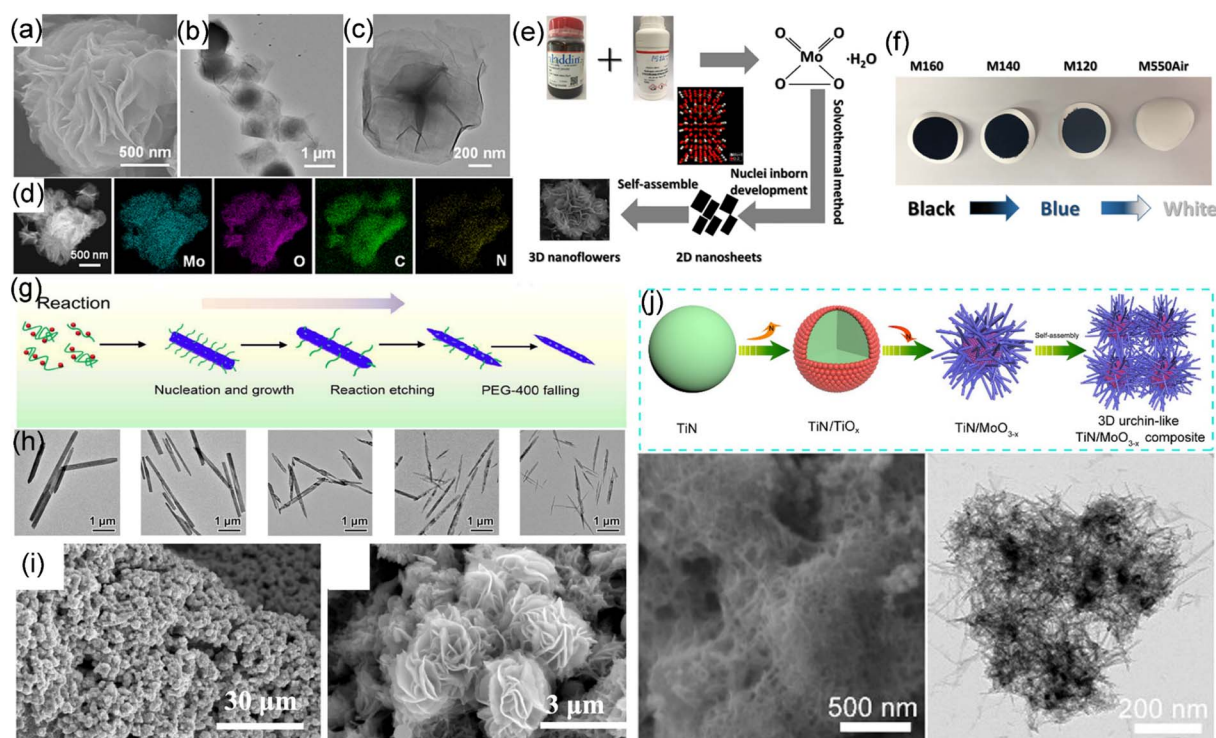 (a)
500 nm
(b)
1 μm
(c)
200 nm
(d)
500 nm
Mo
O
C
N
(e)
+
O
O
Mo
·H₂O
O
O
Solvothermal method
Nuclei inborn
development
Self-assemble
3D nanoflowers
2D nanosheets
(f)
M160
M140
M120
M550Air
Black
Blue
White
(g)
Reaction
Nucleation and growth
Reaction etching
PEG-400 falling
(h)
1 μm
1 μm
1 μm
1 μm
1 μm
(i)
30 μm
3 μm
(j)
Self-assembly
TiN
TiN/TiOₓ
TiN/MoO₃₋ₓ
3D urchin-like
TiN/MoO₃₋ₓ composite
500 nm
200 nm